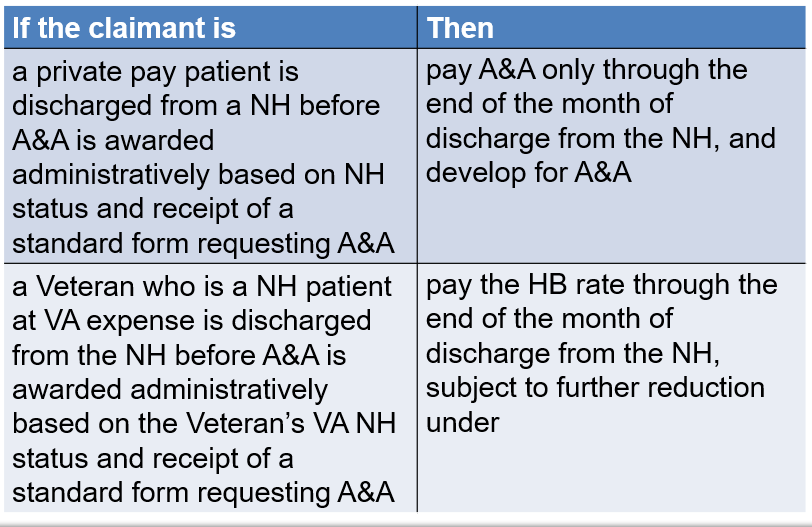 If the claimant is
Then
a private pay patient is
discharged from a NH before
A&A is awarded
administratively based on NH
status and receipt of a
standard form requesting A&A
pay A&A only through the
end of the month of
discharge from the NH, and
develop for A&A
a Veteran who is a NH patient
at VA expense is discharged
from the NH before A&A is
awarded administratively
based on the Veteran’s VA NH
status and receipt of a
standard form requesting A&A
pay the HB rate through the
end of the month of
discharge from the NH,
subject to further reduction
under